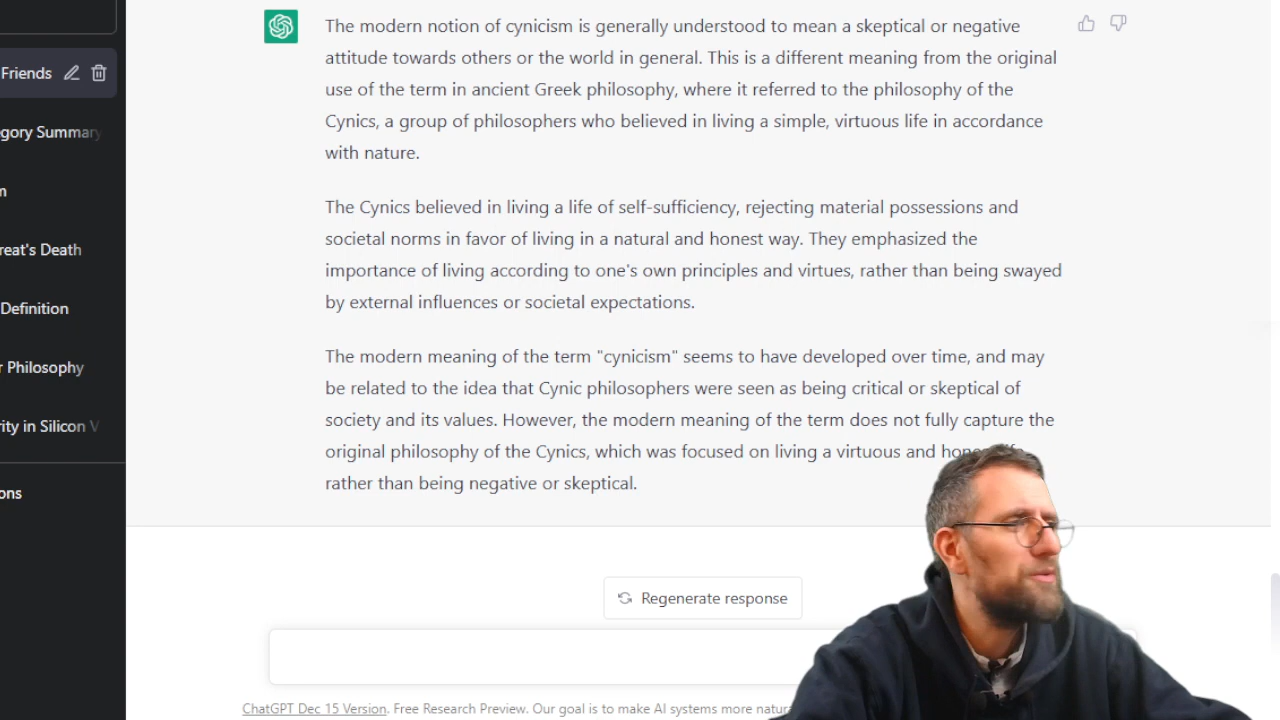 The modern notion of cynicism is generally understood to mean a skeptical or negative
attitude towards others or the world in general. This is a different meaning from the original
use of the term in ancient Greek philosophy, where it referred to the philosophy of the
Cynics, a group of philosophers who believed in living a simple, virtuous life in accordance
with nature.
The Cynics believed in living a life of self-sufficiency, rejecting material possessions and
societal norms in favor of living in a natural and honest way. They emphasized the
importance of living according to one's own principles and virtues, rather than being swayed
by external influences or societal expectations.
The modern meaning of the term "cynicism" seems to have developed over time, and may
be related to the idea that Cynic philosophers were seen as being critical or skeptical of
society and its values. However, the modern meaning of the term does not fully capture the
original philosophy of the Cynics, which was focused on living a virtuous and
rather than being negative or skeptical.
Regenerate response
ChatGPT Dec 15 Version. Free Research Preview. Our goal is to make AI systems more
Friends
Summary
Death
Definition
Philosophy
in Silicon V